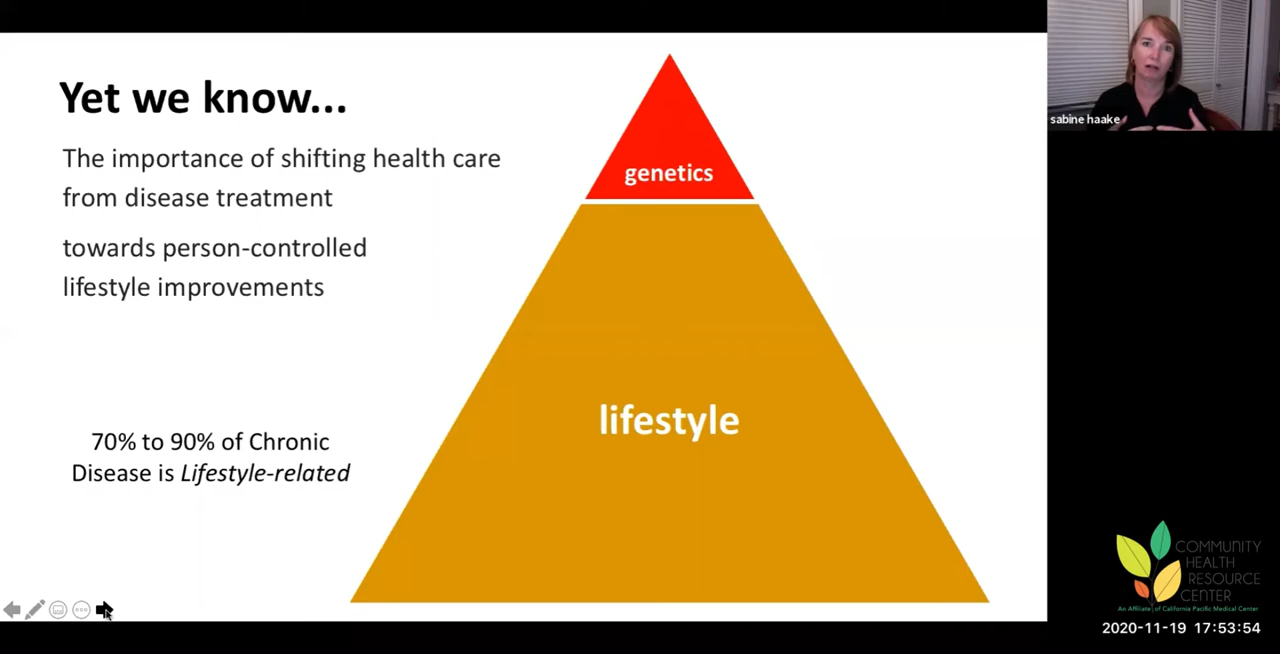 Yet we know...
The importance of shifting health care
from disease treatment
towards person-controlled
lifestyle improvements
70% to 90% of Chronic
Disease is Lifestyle-related
genetics
lifestyle
sabine haake
COMMUNITY
HEALTH
RESOURCE
CENTER
An Affiliate of California Pacific Medical Center
2020-11-19 17:53:54